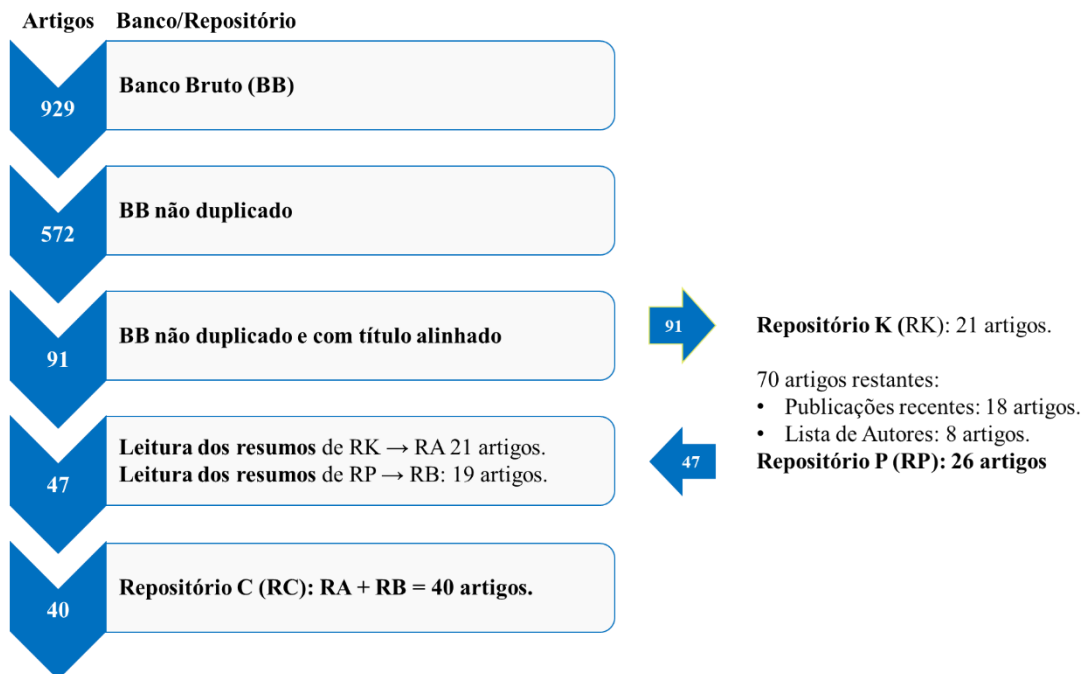 Artigos Banco/Repositório
929
Banco Bruto (BB)
572
BB não duplicado
91
BB não duplicado e com título alinhado
91
Repositório K (RK): 21 artigos.
70 artigos restantes:
• Publicações recentes: 18 artigos.
• Lista de Autores: 8 artigos.
Repositório P (RP): 26 artigos
47
47
Leitura dos resumos de RK → RA 21 artigos.
Leitura dos resumos de RP → RB: 19 artigos.
40
Repositório C (RC): RA + RB = 40 artigos.